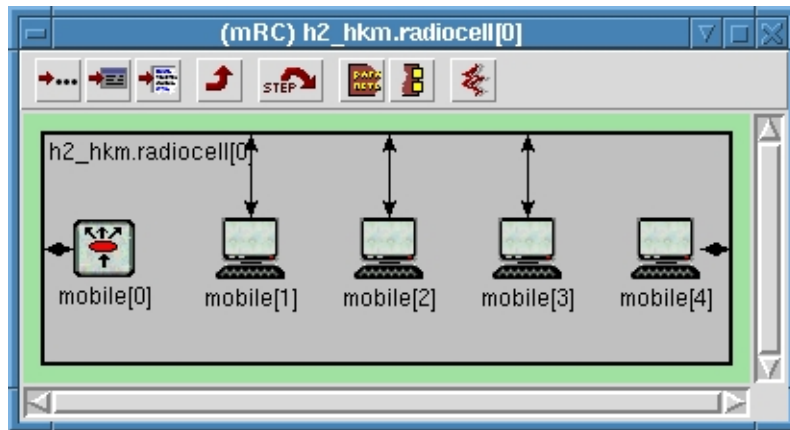 (mRC) h2_hkm.radiocell[0]
STEP
h2_hkm.radiocell[0]
mobile[0]
mobile[1]
mobile[2]
mobile[3]
mobile[4]